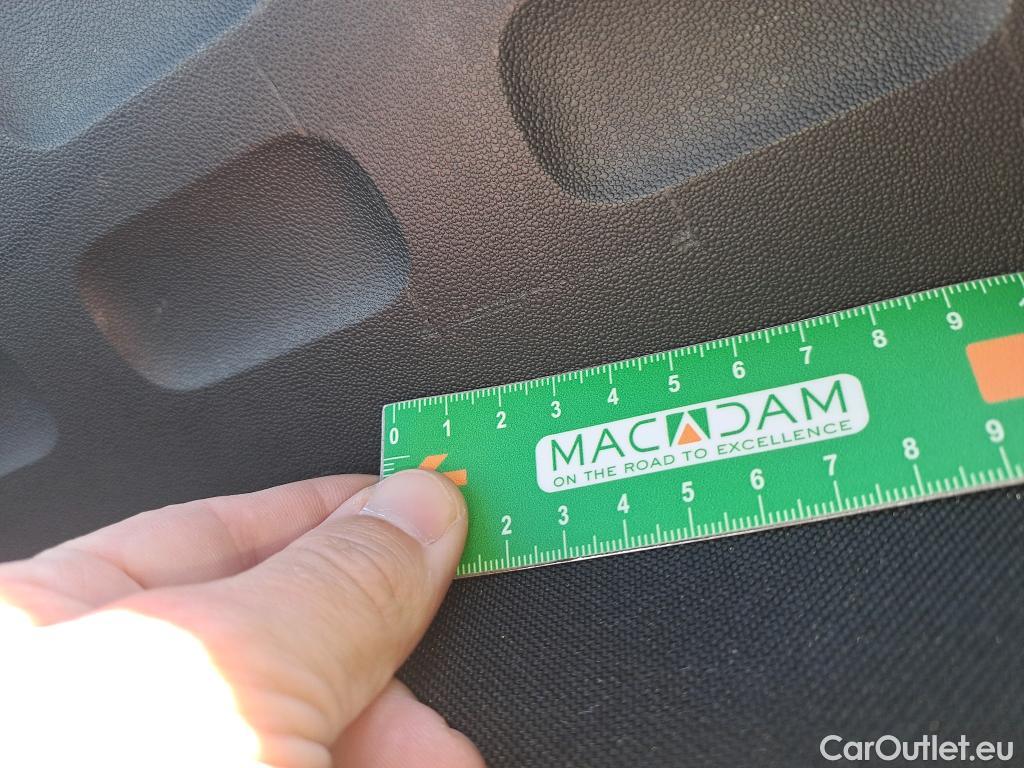 0 1 2 3 4 5 6 7 8 9
MACADAM
ON THE ROAD TO EXCELLENCE
2 3 4 5 6 7 8 9
CarOutlet.eu